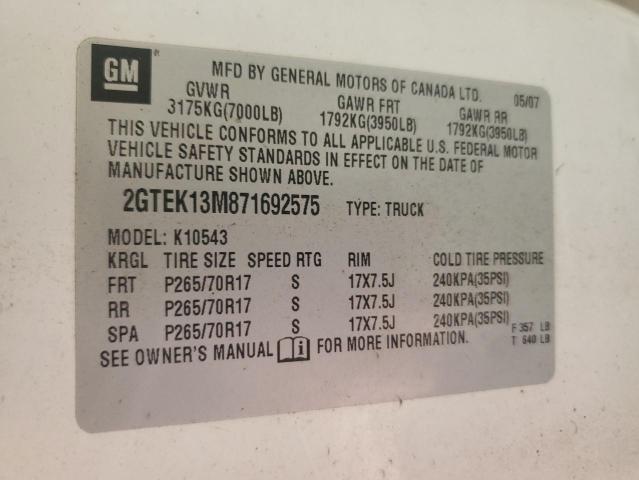 GM ®
MFD BY GENERAL MOTORS OF CANADA LTD. 05/07
GVWR GAWR FRT GAWR RR
3175KG(7000LB) 1792KG(3950LB) 1792KG(3950LB)
THIS VEHICLE CONFORMS TO ALL APPLICABLE U.S. FEDERAL MOTOR
VEHICLE SAFETY STANDARDS IN EFFECT ON THE DATE OF
MANUFACTURE SHOWN ABOVE.
2GTEK13M871692575 TYPE: TRUCK
MODEL: K10543
KRGL TIRE SIZE SPEED RTG RIM COLD TIRE PRESSURE
FRT P265/70R17 S 17X7.5J 240KPA(35PSI)
RR P265/70R17 S 17X7.5J 240KPA(35PSI)
SPA P265/70R17 S 17X7.5J 240KPA(35PSI)
F 357 LB
T 640 LB
SEE OWNER'S MANUAL i FOR MORE INFORMATION.